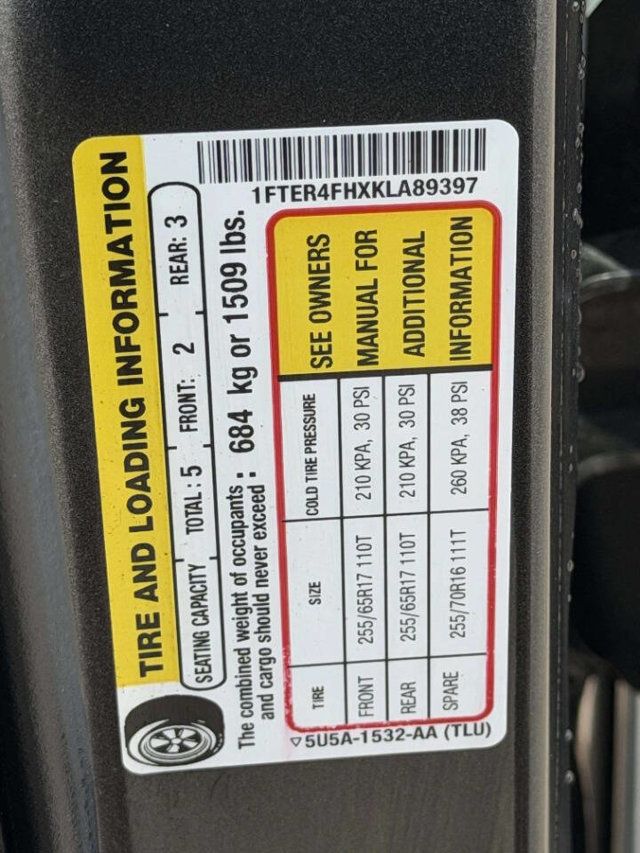 TIRE AND LOADING INFORMATION
SEATING CAPACITY TOTAL : 5 FRONT: 2 REAR: 3
The combined weight of occupants
and cargo should never exceed : 684 kg or 1509 lbs.
TIRE SIZE COLD TIRE PRESSURE
FRONT 255/65R17 110T 210 KPA, 30 PSI
REAR 255/65R17 110T 210 KPA, 30 PSI
SPARE 255/70R16 111T 260 KPA, 38 PSI
SEE OWNERS
MANUAL FOR
ADDITIONAL
INFORMATION
5U5A-1532-AA (TLU)
1FTER4FHXKLA89397